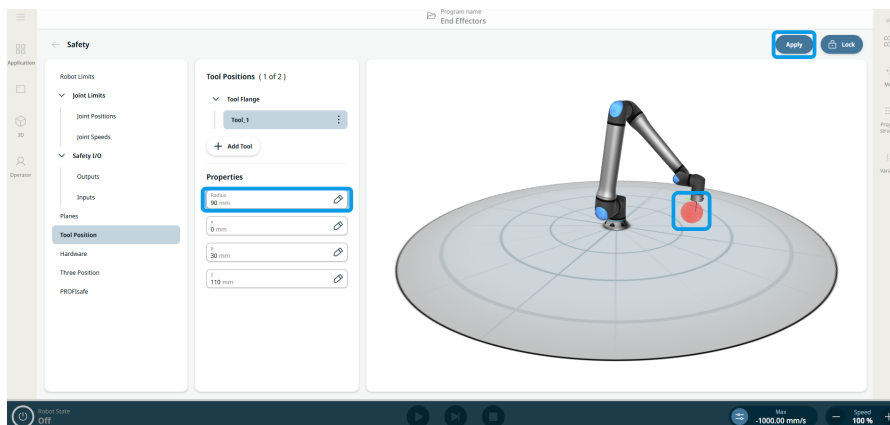 Program name
End Effectors
Safety
Apply
Lock
Application
3D
Operator
Robot Limits
Joint Limits
Joint Positions
Joint Speeds
Safety I/O
Outputs
Inputs
Planes
Tool Position
Hardware
Three Position
PROFIsafe
Tool Positions ( 1 of 2 )
Tool Flange
Tool_1
+ Add Tool
Properties
Radius
90 mm
x
0 mm
y
30 mm
z
110 mm
Robot State
Off
Max
-1000.00 mm/s
Speed
100 %